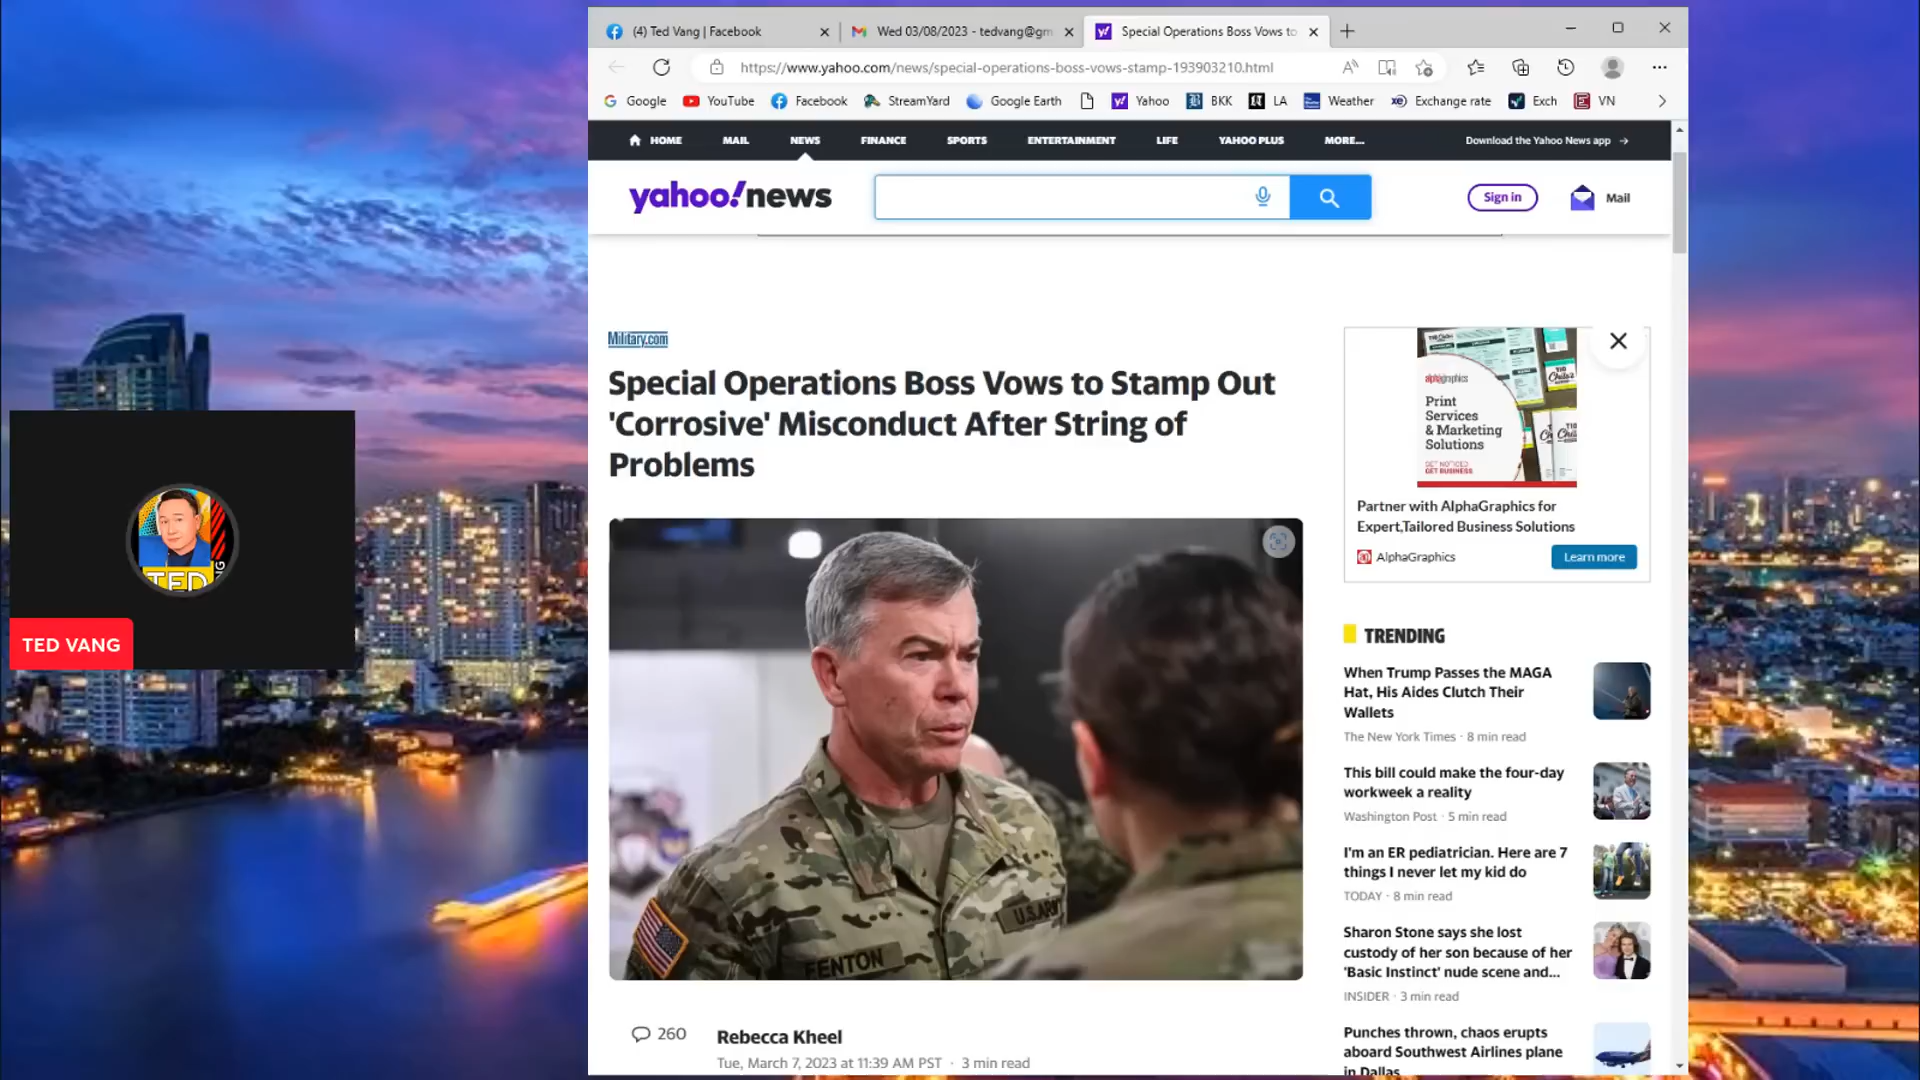 (4) Ted Vang | Facebook
Wed 03/08/2023 - tedvang@gm
Special Operations Boss Vows to
https://www.yahoo.com/news/special-operations-boss-vows-stamp-193903210.html
Google YouTube Facebook StreamYard Google Earth Yahoo BKK LA Weather Exchange rate Exch VN
HOME MAIL NEWS FINANCE SPORTS ENTERTAINMENT LIFE YAHOO PLUS MORE... Download the Yahoo News app →
yahoo!news
Sign in
Mail
Military.com
Special Operations Boss Vows to Stamp Out
'Corrosive' Misconduct After String of
Problems
FENTON
U.S. ARMY
260
Rebecca Kheel
Tue, March 7, 2023 at 11:39 AM PST · 3 min read
alphagraphics
Print
Services
& Marketing
Solutions
GET NOTICED
GET BUSINESS
Partner with AlphaGraphics for
Expert,Tailored Business Solutions
AlphaGraphics
Learn more
TRENDING
When Trump Passes the MAGA
Hat, His Aides Clutch Their
Wallets
The New York Times · 8 min read
This bill could make the four-day
workweek a reality
Washington Post · 5 min read
I'm an ER pediatrician. Here are 7
things I never let my kid do
TODAY · 8 min read
Sharon Stone says she lost
custody of her son because of her
'Basic Instinct' nude scene and...
INSIDER · 3 min read
Punches thrown, chaos erupts
aboard Southwest Airlines plane
in Dallas
TED
TED VANG